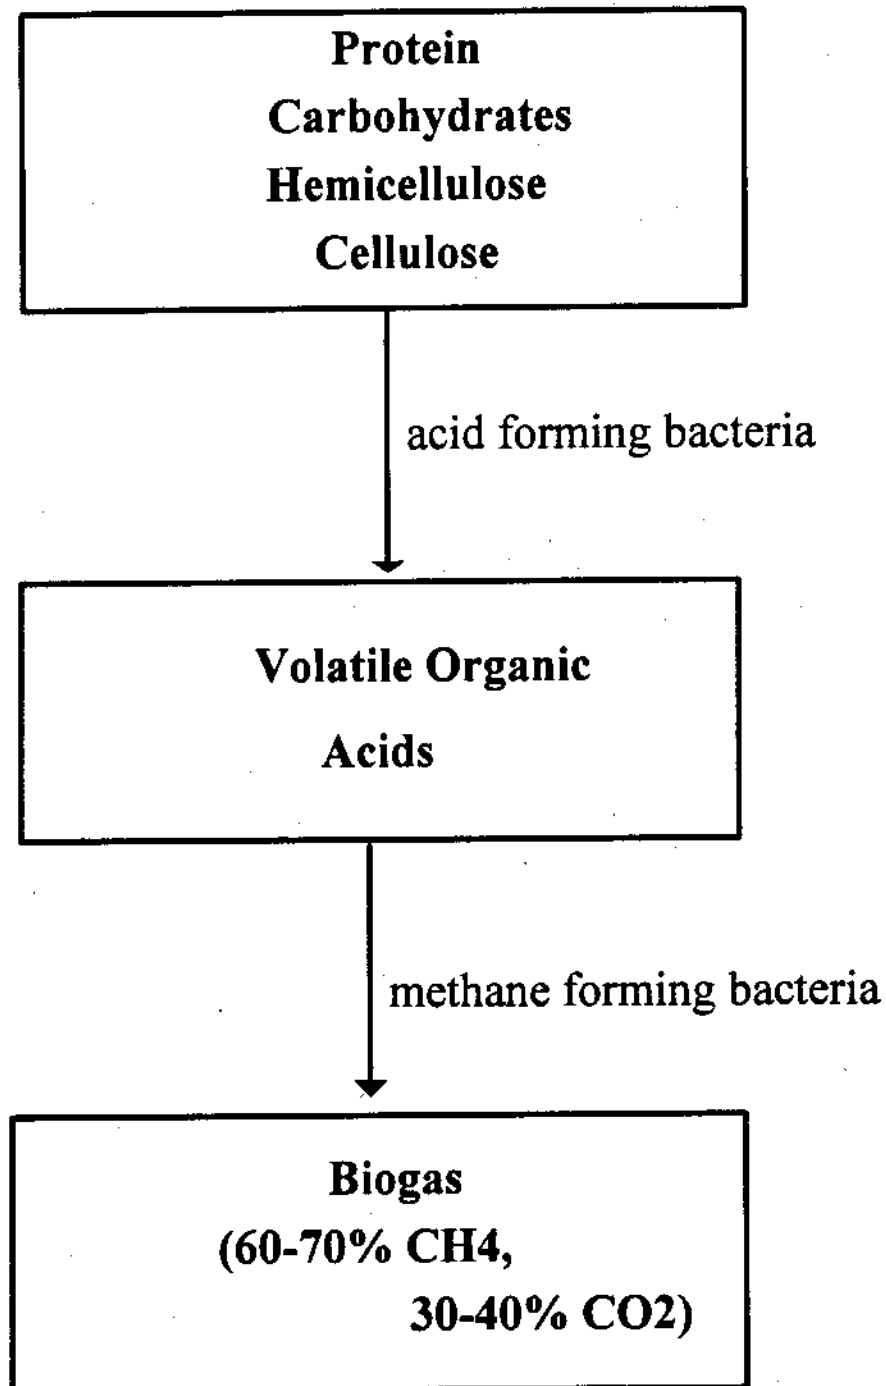 Protein
Carbohydrates
Hemicellulose
Cellulose
acid forming bacteria
Volatile Organic
Acids
methane forming bacteria
Biogas
(60-70% CH4,
30-40% CO2)